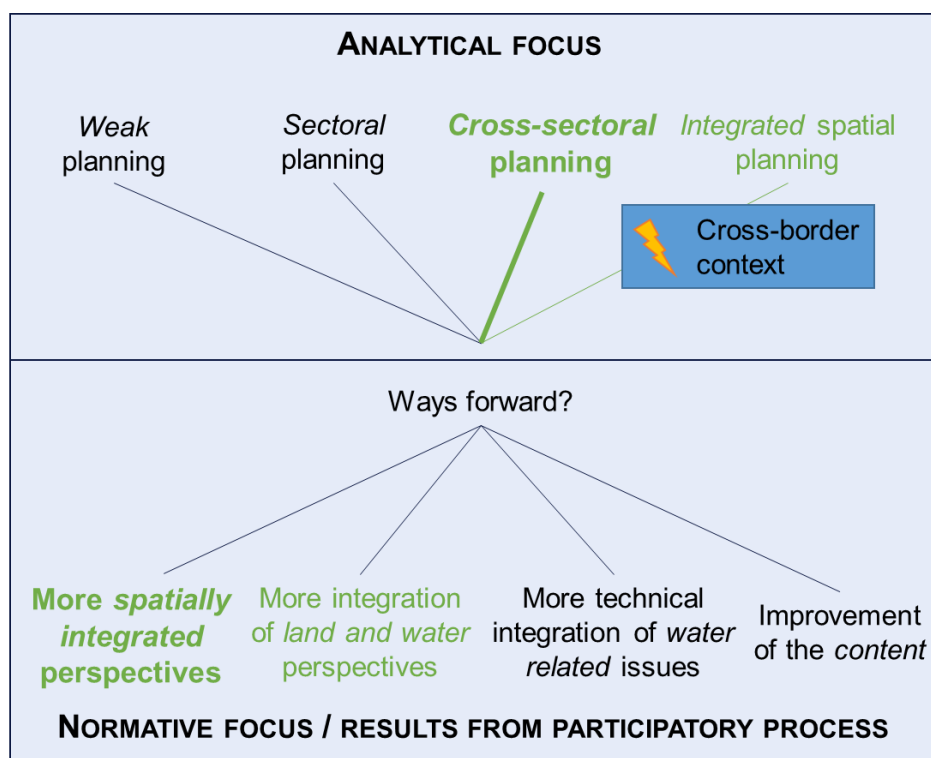 ANALYTICAL FOCUS
Weak planning
Sectoral planning
Cross-sectoral planning
Integrated spatial planning
Cross-border context
Ways forward?
More spatially integrated perspectives
More integration of land and water perspectives
More technical integration of water related issues
Improvement of the content
NORMATIVE FOCUS / RESULTS FROM PARTICIPATORY PROCESS